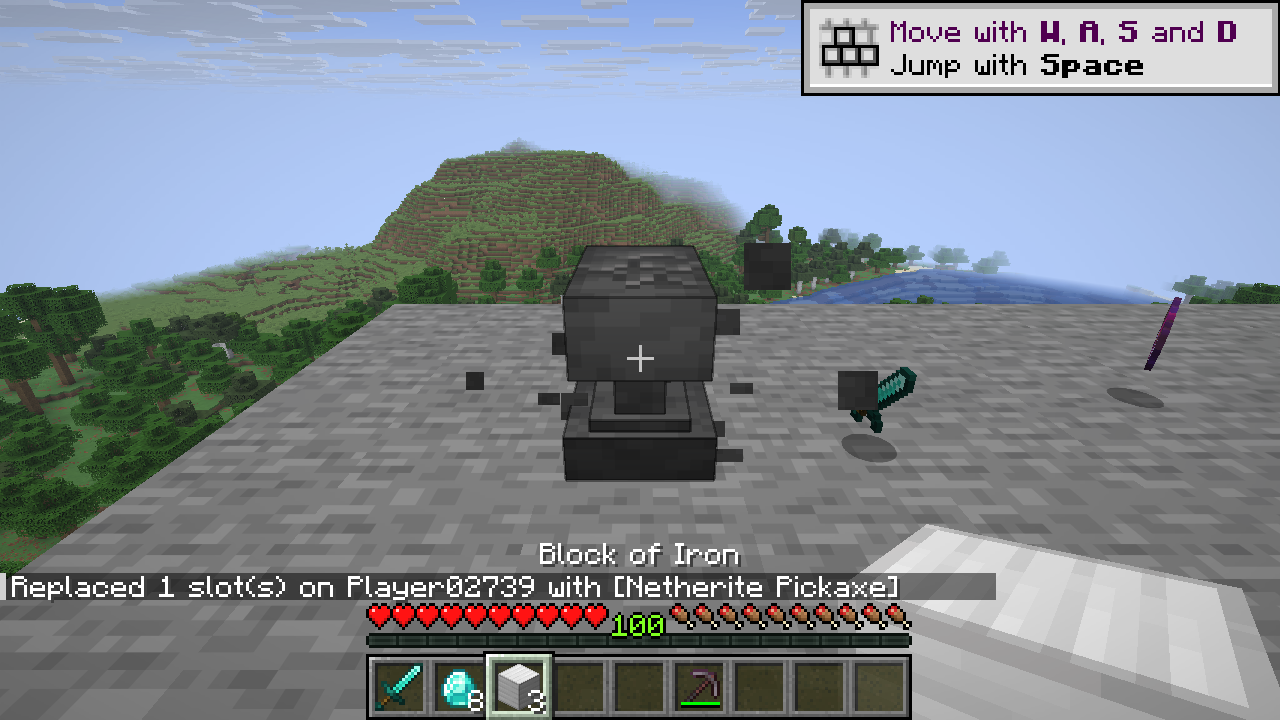 Move with W, A, S and D
Jump with Space
Block of Iron
Replaced 1 slot(s) on Player02739 with [Netherite Pickaxe]
100
8
3